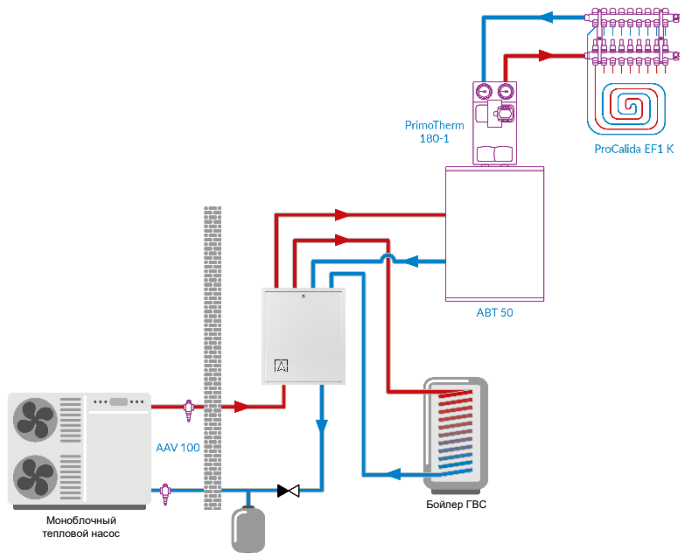 PrimoTherm
180-1
ProCalida EF1 K
ABT 50
AAV 100
Бойлер ГВС
Моноблочный
тепловой насос